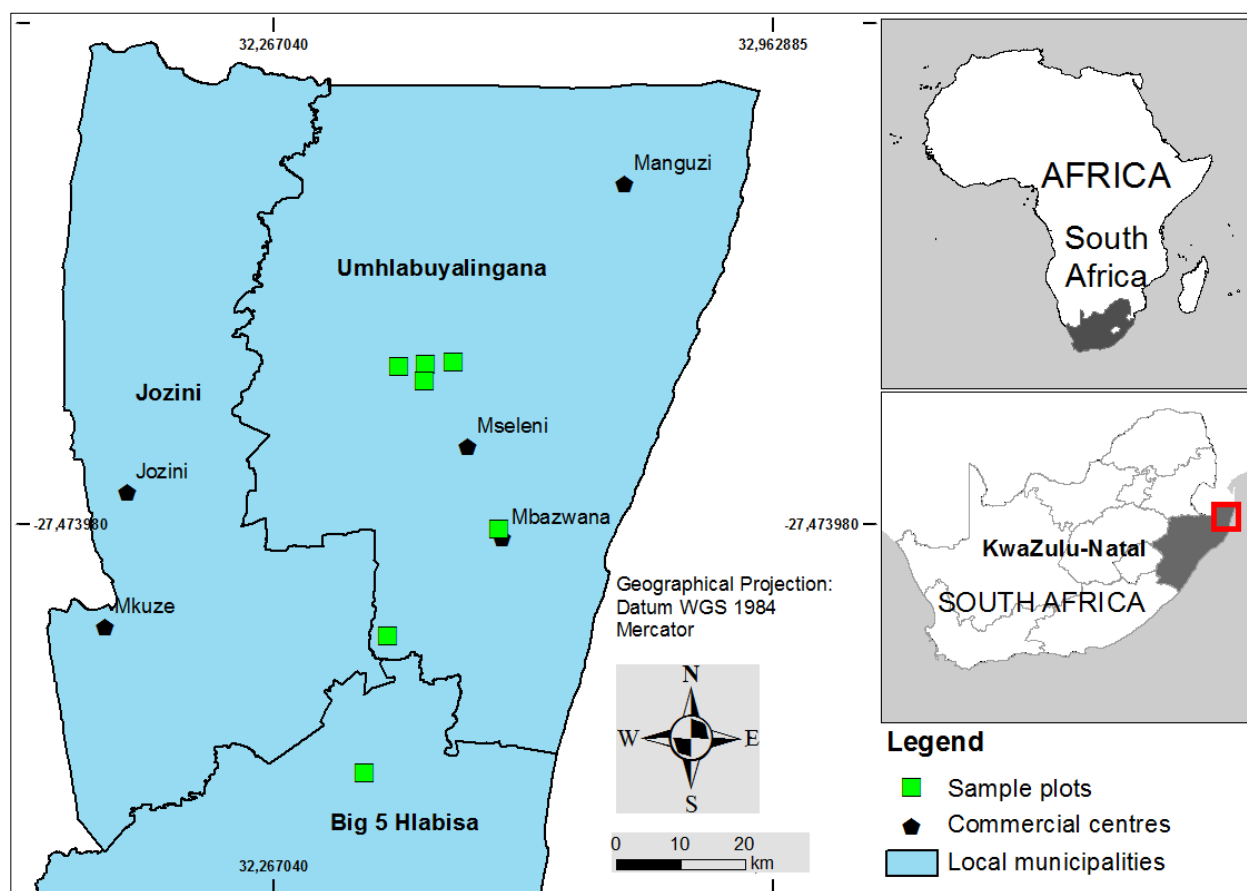 32,267040
32,962885
Manguzi
Umhlabuyalingana
Jozini
Mseleni
Jozini
-27,473980
-27,473980
Mbazwana
Mkuze
Geographical Projection:
Datum WGS 1984
Mercator
N
W
E
S
Big 5 Hlabisa
0
10
20
km
32,267040
32,962885
AFRICA
South
Africa
KwaZulu-Natal
SOUTH AFRICA
Legend
Sample plots
Commercial centres
Local municipalities